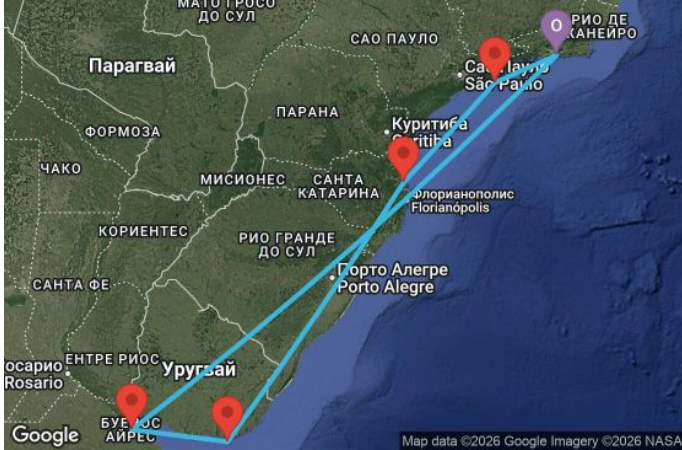 МАТО ГРОСО
ДО СУЛ
O
РИО ДЕ
ЖАНЕЙРО
САО ПАУЛО
Парагвай
Сао Пауло
São Paulo
ПАРАНА
ФОРМОЗА
Куритиба
Curitiba
ЧАКО
МИСИОНЕС
САНТА
КАТАРИНА
Флорианополис
Florianópolis
КОРИЕНТЕС
РИО ГРАНДЕ
ДО СУЛ
Порто Алегре
Porto Alegre
САНТА ФЕ
осарио
Rosario
ЕНТРЕ РИОС
Уругвай
БУЕНОС
АЙРЕС
Google
Map data ©2026 Google Imagery ©2026 NASA